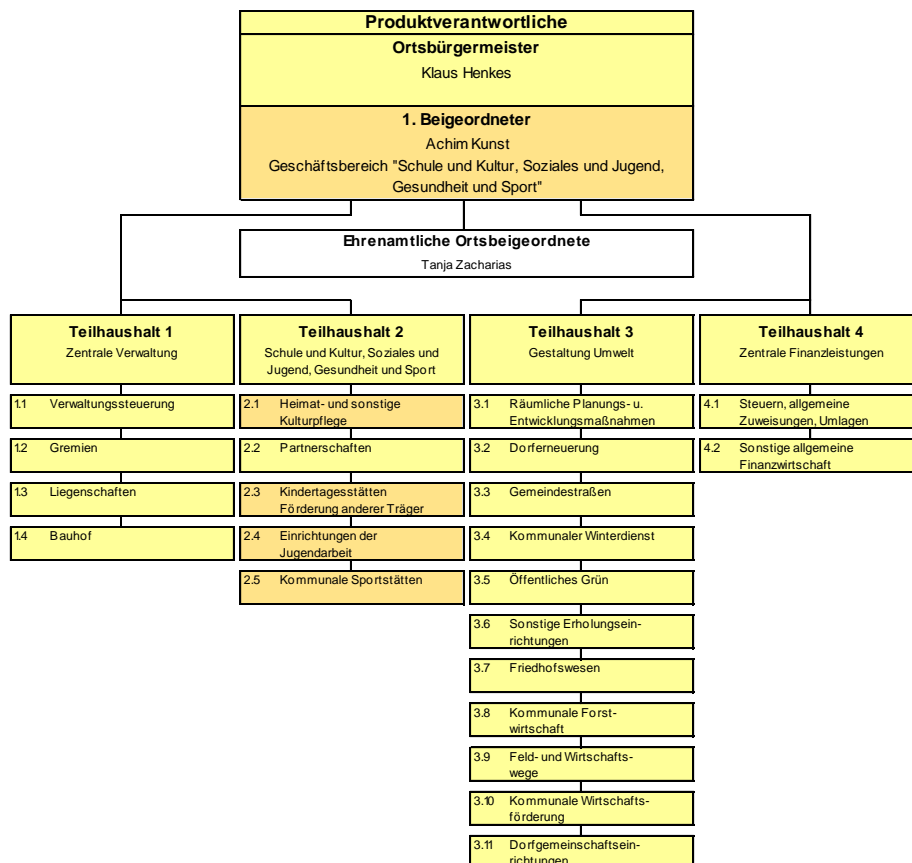 Produktverantwortliche
Ortsbürgermeister
Klaus Henkes
1. Beigeordneter
Achim Kunst
Geschäftsbereich "Schule und Kultur, Soziales und Jugend,
Gesundheit und Sport"
Ehrenamtliche Ortsbeigeordnete
Tanja Zacharias
Teilhaushalt 1
Zentrale Verwaltung
1.1 Verwaltungssteuerung
1.2 Gremien
1.3 Liegenschaften
1.4 Bauhof
Teilhaushalt 2
Schule und Kultur, Soziales und
Jugend, Gesundheit und Sport
2.1 Heimat- und sonstige
Kulturpflege
2.2 Partnerschaften
2.3 Kindertagesstätten
Förderung anderer Träger
2.4 Einrichtungen der
Jugendarbeit
2.5 Kommunale Sportstätten
Teilhaushalt 3
Gestaltung Umwelt
3.1 Räumliche Planungs- u.
Entwicklungsmaßnahmen
3.2 Dorferneuerung
3.3 Gemeindestraßen
3.4 Kommunaler Winterdienst
3.5 Öffentliches Grün
3.6 Sonstige Erholungsein-
richtungen
3.7 Friedhofswesen
3.8 Kommunale Forst-
wirtschaft
3.9 Feld- und Wirtschafts-
wege
3.10 Kommunale Wirtschafts-
förderung
3.11 Dorfgemeinschaftsein-
richtungen
Teilhaushalt 4
Zentrale Finanzleistungen
4.1 Steuern, allgemeine
Zuweisungen, Umlagen
4.2 Sonstige allgemeine
Finanzwirtschaft